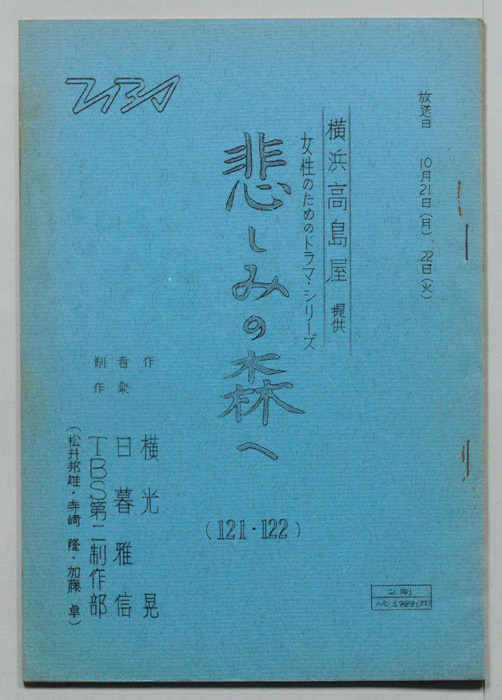 放送日 10月21日(月)、22日(火)
横浜高島屋 提供
女性のためのドラマ・シリーズ
悲しみの森へ
(121・122)
作 横光 晃
音楽 日暮雅信
制作 TBS第二制作部
(松井邦雄・寺崎 隆・加藤 卓)
TBS